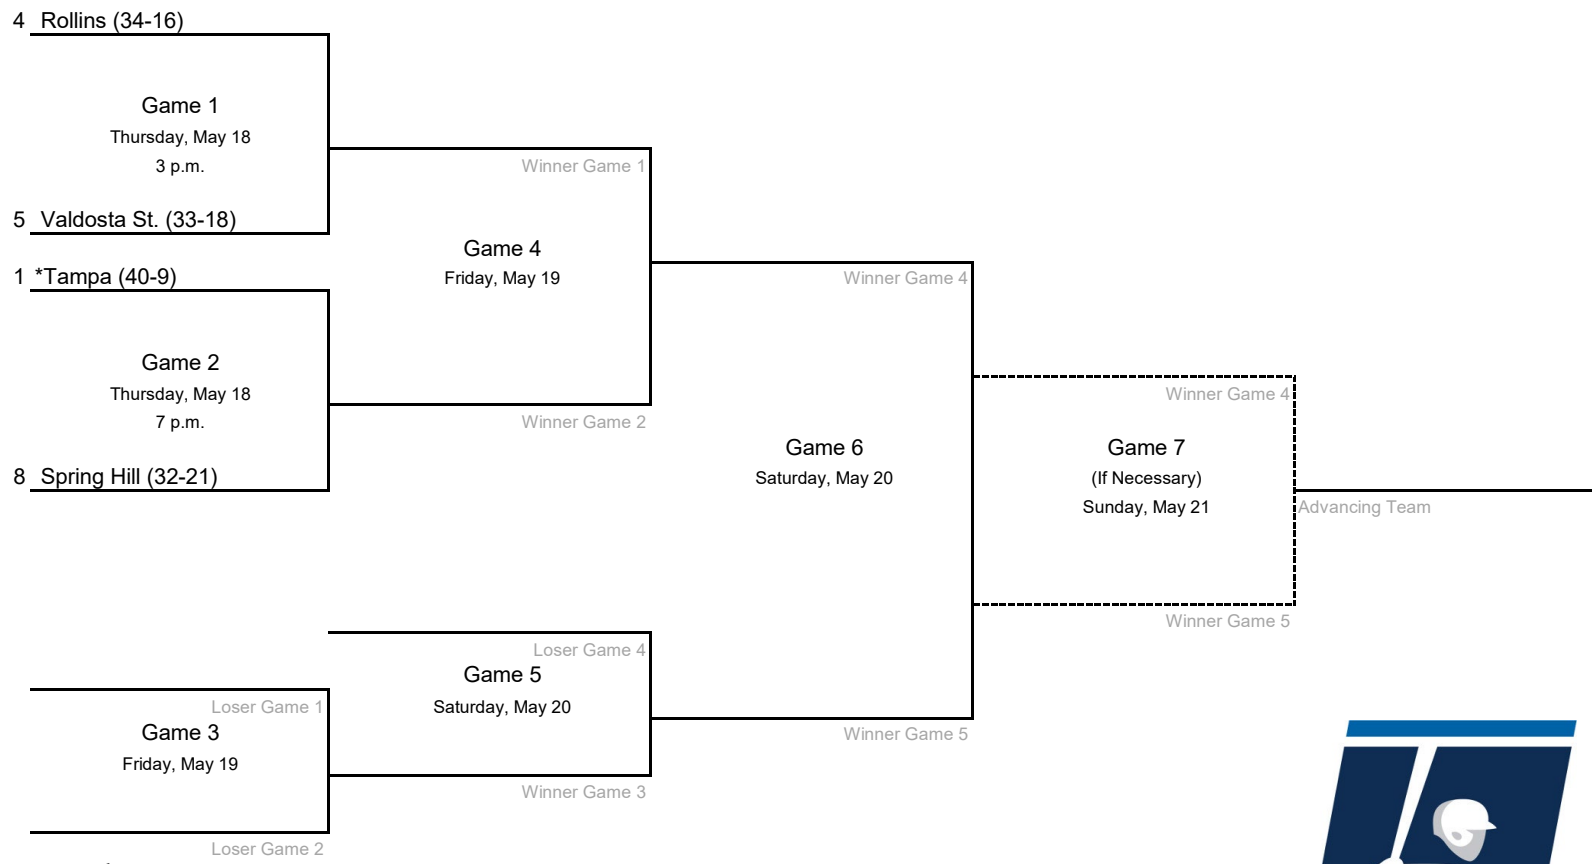 4 Rollins (34-16)
Game 1
Thursday, May 18
3 p.m.
Winner Game 1
5 Valdosta St. (33-18)
Game 4
Friday, May 19
1 *Tampa (40-9)
Winner Game 4
Game 2
Thursday, May 18
7 p.m.
Winner Game 2
8 Spring Hill (32-21)
Game 6
Saturday, May 20
Winner Game 4
Game 7
(If Necessary)
Sunday, May 21
Advancing Team
Winner Game 5
Loser Game 4
Game 5
Saturday, May 20
Loser Game 1
Game 3
Friday, May 19
Winner Game 5
Winner Game 3
Loser Game 2